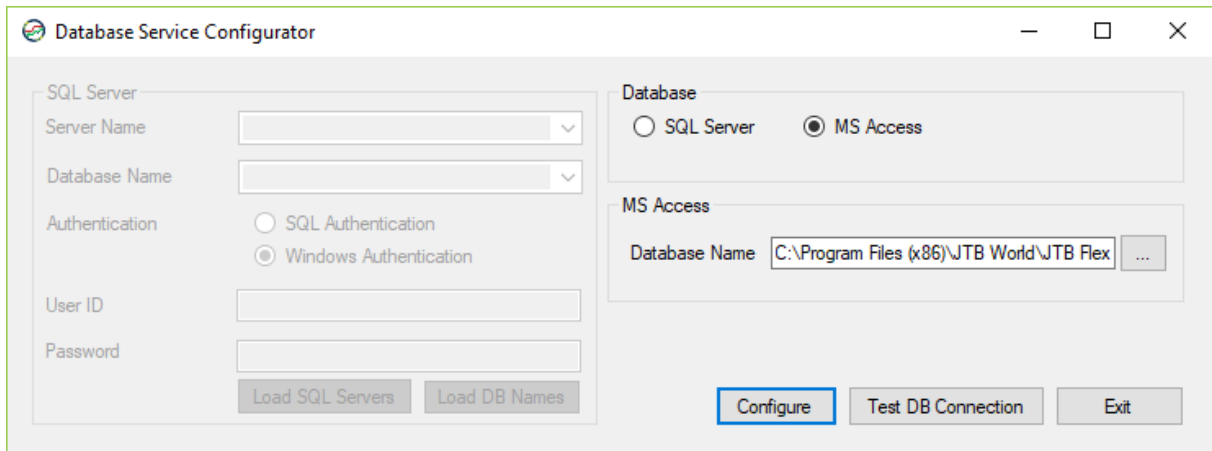 Database Service Configurator
SQL Server
Server Name
Database Name
Authentication
SQL Authentication
Windows Authentication
User ID
Password
Load SQL Servers Load DB Names
Database
SQL Server MS Access
MS Access
Database Name C:\Program Files (x86)\JTB World\JTB Flex ...
Configure Test DB Connection Exit